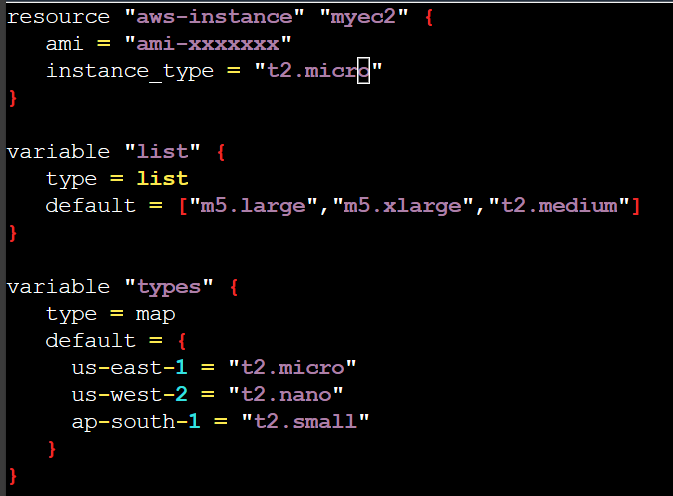 resource "aws-instance" "myec2" {
   ami = "ami-xxxxxxx"
   instance_type = "t2.micro"
}
variable "list" {
   type = list
   default = ["m5.large","m5.xlarge","t2.medium"]
}
variable "types" {
   type = map
   default = {
     us-east-1 = "t2.micro"
     us-west-2 = "t2.nano"
     ap-south-1 = "t2.small"
   }
}